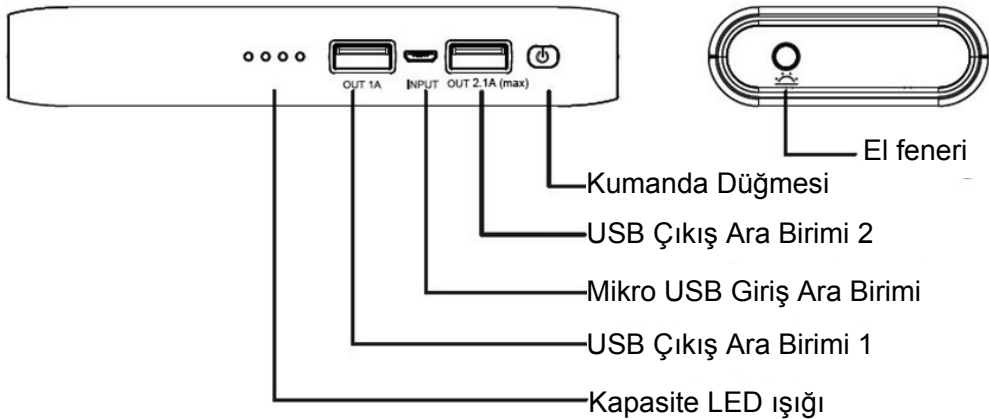 OUT 1A INPUT OUT 2.1A (max)
El feneri
Kumanda Düğmesi
USB Çıkış Ara Birimi 2
Mikro USB Giriş Ara Birimi
USB Çıkış Ara Birimi 1
Kapasite LED ışığı